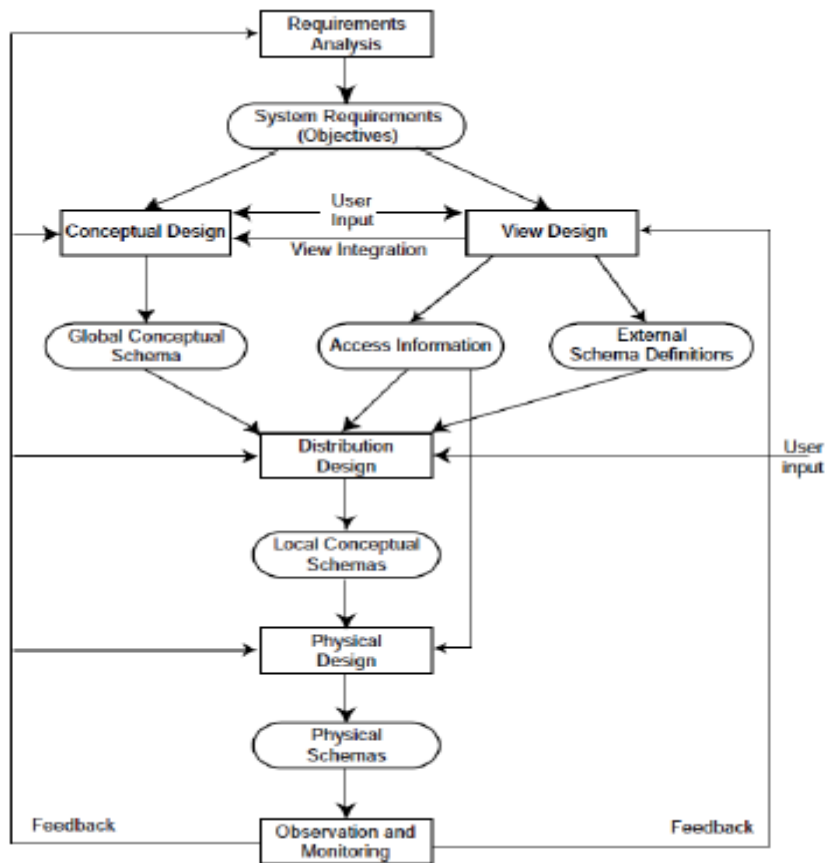 Requirements
Analysis
System Requirements
(Objectives)
User
Input
Conceptual Design
View Design
View Integration
Global Conceptual
Schema
Access Information
External
Schema Definitions
Distribution
Design
User
input
Local Conceptual
Schemas
Physical
Design
Physical
Schemas
Feedback
Observation and
Monitoring
Feedback